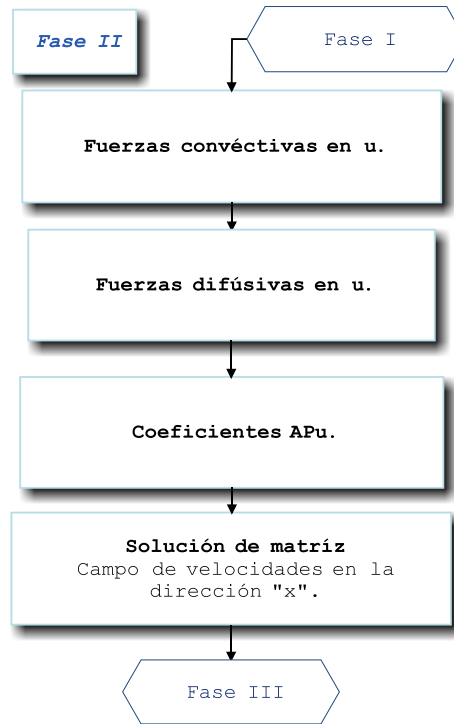 Fase II
Fase I
Fuerzas convéctivas en u.
Fuerzas difúsivas en u.
Coeficientes APu.
Solución de matríz
Campo de velocidades en la
dirección "x".
Fase III